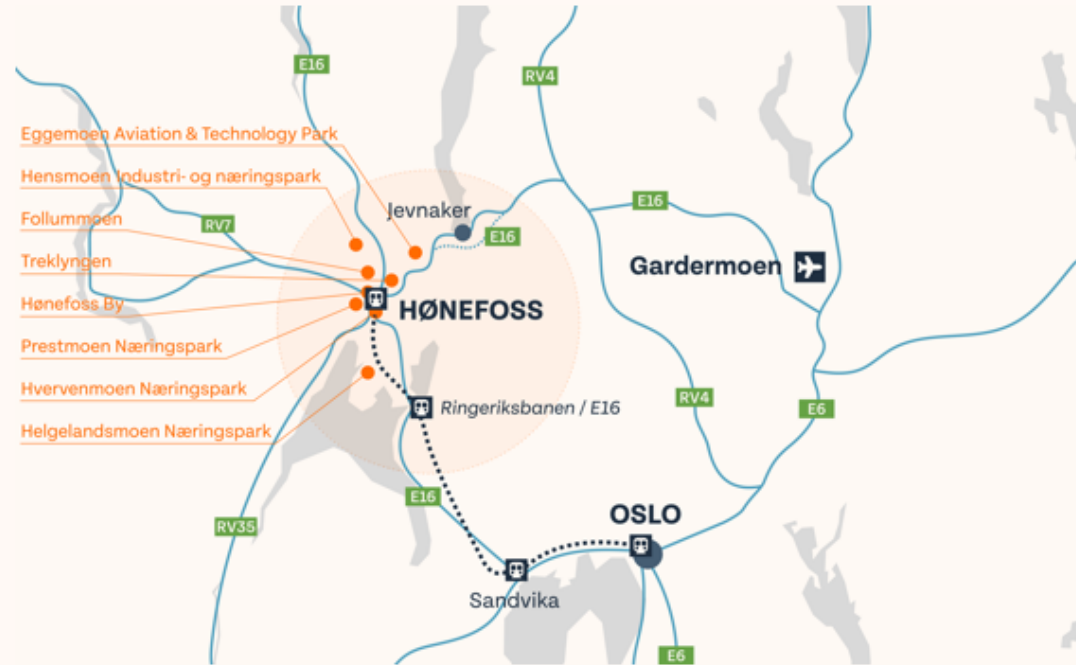 E16
RV4
Eggemoen Aviation & Technology Park
Hensmoen Industri- og næringspark
Follummoen
Treklyngen
Hønefoss By
Prestmoen Næringspark
Hvervenmoen Næringspark
Helgelandsmoen Næringspark
RV7
Jevnaker
E16
E16
Gardermoen
HØNEFOSS
Ringeriksbanen / E16
RV4
E6
E16
RV35
OSLO
Sandvika
E6